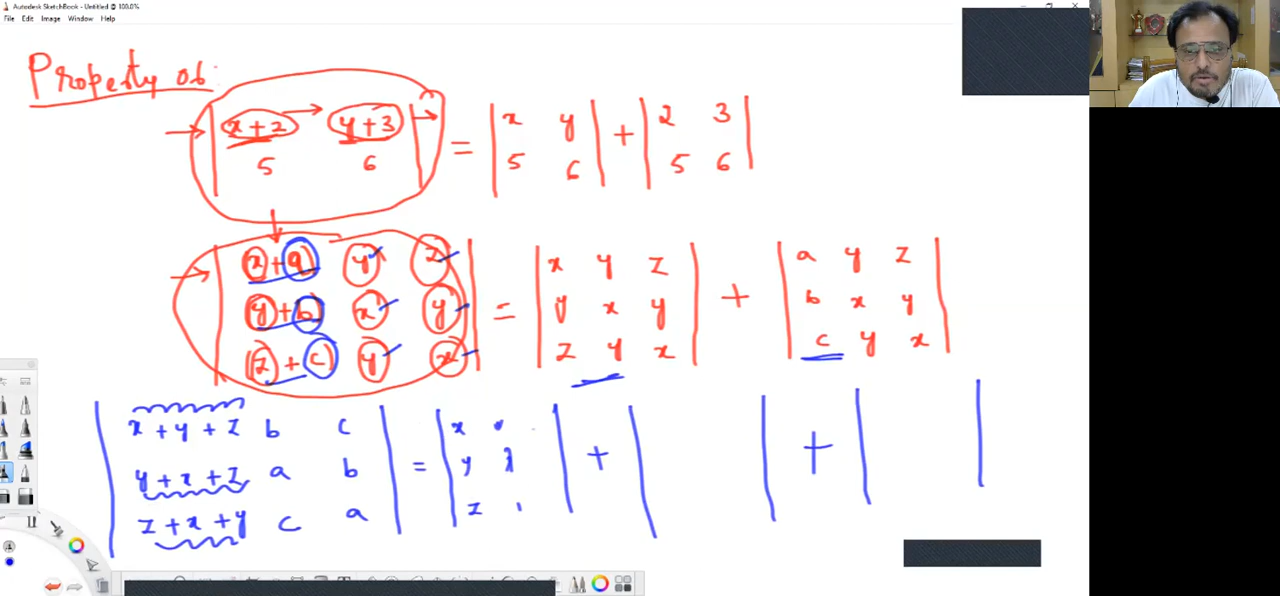 Autodesk SketchBook - Untitled @ 100.0%
File Edit Image Window Help
Property of:
| x+2 y+3 | = | x y | + | 2 3 |
| 5 6 | | 5 6 | | 5 6 |
| x+a y z | = | x y z | + | a y z |
| y+b x y | | y x y | | b x y |
| z+c y x | | z y x | | c y x |
| x+y+z b c | = | x | + | | + | |
| y+x+z a b | | y
| z+x+y c a | | z